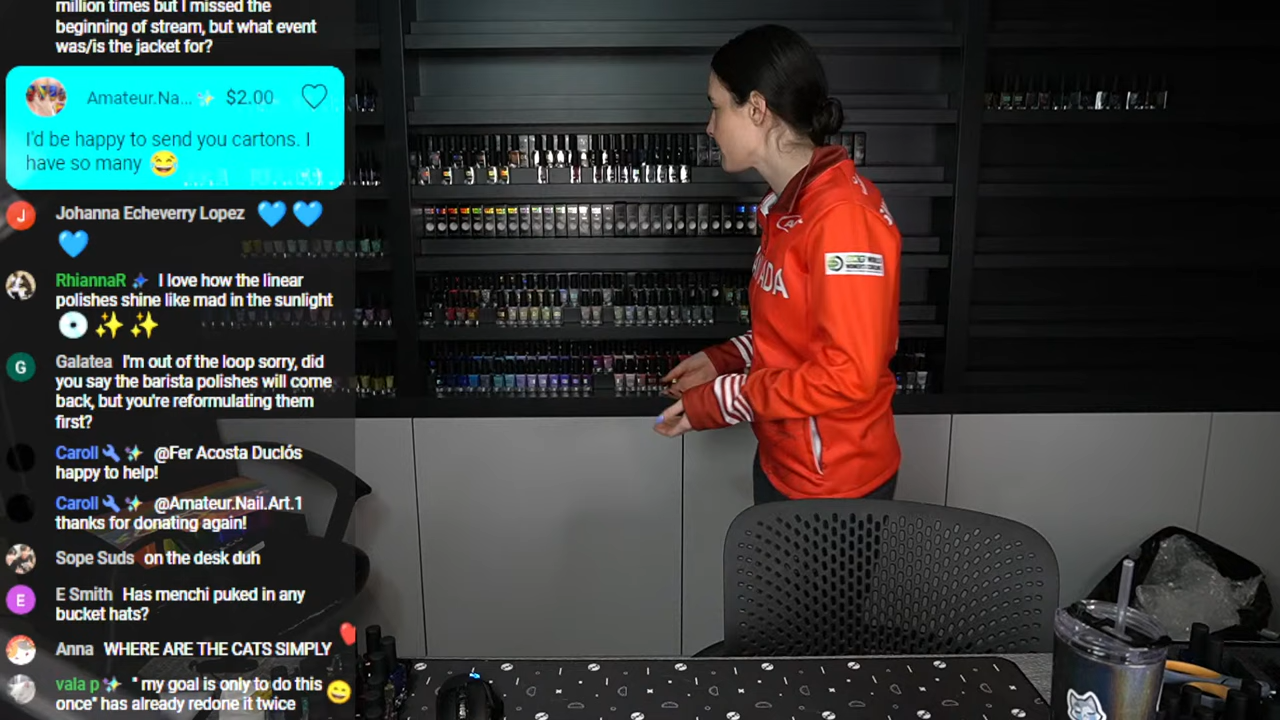 million times but I missed the
beginning of stream, but what event
was/is the jacket for?
Amateur.Na... $2.00
I'd be happy to send you cartons. I
have so many 😂
Johanna Echeverry Lopez 💙 💙
💙
RhiannaR I love how the linear
polishes shine like mad in the sunlight
💿✨✨
G Galatea I'm out of the loop sorry, did
you say the barista polishes will come
back, but you're reformulating them
first?
Caroll @Fer Acosta Duclós
happy to help!
Caroll @Amateur.Nail.Art.1
thanks for donating again!
Sope Suds on the desk duh
E E Smith Has menchi puked in any
bucket hats?
Anna WHERE ARE THE CATS SIMPLY
vala p " my goal is only to do this
once" has already redone it twice
J
NADA